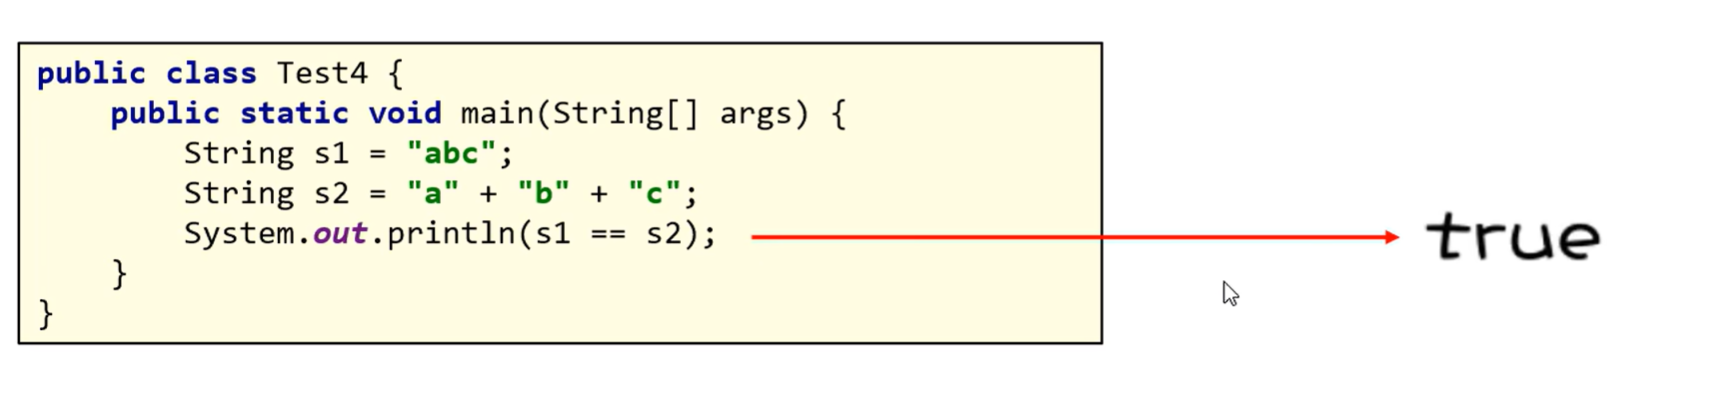 public class Test4 {
    public static void main(String[] args) {
        String s1 = "abc";
        String s2 = "a" + "b" + "c";
        System.out.println(s1 == s2);
true
    }
}